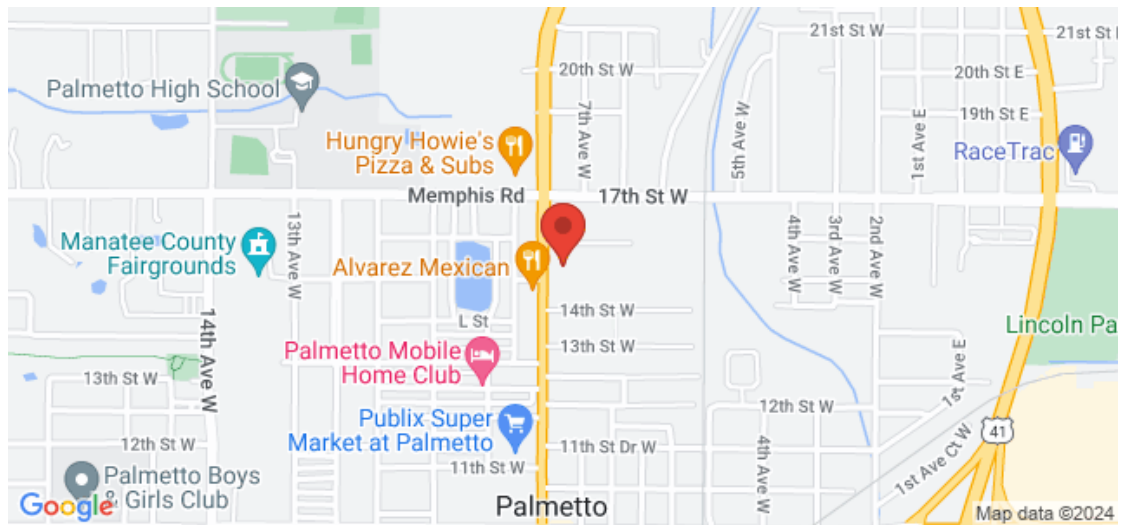 21st St W
21st St
20th St W
20th St E
Palmetto High School
7th Ave W
5th Ave W
1st Ave E
19th St E
Hungry Howie's
Pizza & Subs
RaceTrac
Memphis Rd
17th St W
13th Ave W
Manatee County
Fairgrounds
Alvarez Mexican
4th Ave W
3rd Ave W
2nd Ave W
14th St W
L St
14th Ave W
Lincoln Pa
Palmetto Mobile
Home Club
13th St W
13th St W
1st Ave E
12th St W
Publix Super
Market at Palmetto
12th St W
11th St Dr W
4th Ave W
41
1st Ave Ct W
11th St W
Palmetto Boys
& Girls Club
Palmetto
Google
Map data ©2024